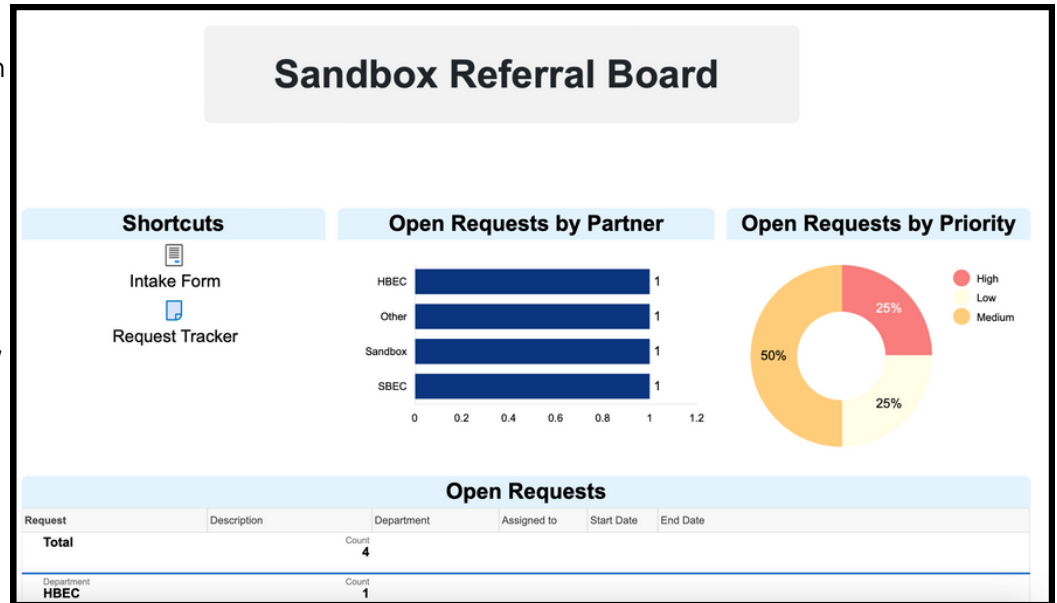 Sandbox Referral Board
Shortcuts
Intake Form
Request Tracker
Open Requests by Partner
HBEC 1
Other 1
Sandbox 1
SBEC 1
0 0.2 0.4 0.6 0.8 1 1.2
Open Requests by Priority
25%
50%
25%
High
Low
Medium
Open Requests
Request Description Department Assigned to Start Date End Date
Total Count
4
Department Count
HBEC 1